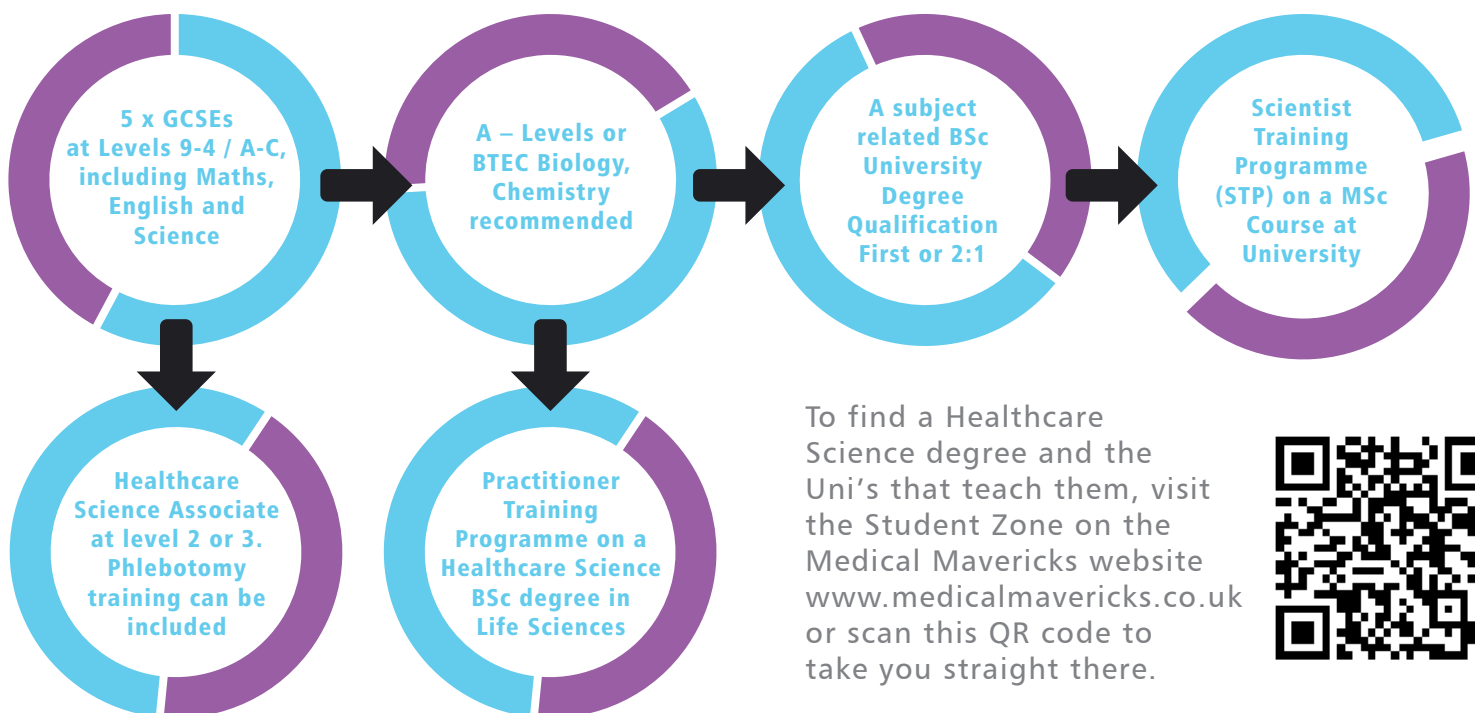 5 x GCSEs
at Levels 9-4 / A-C,
including Maths,
English and
Science
A – Levels or
BTEC Biology,
Chemistry
recommended
A subject
related BSc
University
Degree
Qualification
First or 2:1
Scientist
Training
Programme
(STP) on a MSc
Course at
University
Healthcare
Science Associate
at level 2 or 3.
Phlebotomy
training can be
included
Practitioner
Training
Programme on a
Healthcare Science
BSc degree in
Life Sciences
To find a Healthcare
Science degree and the
Uni’s that teach them, visit
the Student Zone on the
Medical Mavericks website
www.medicalmavericks.co.uk
or scan this QR code to
take you straight there.